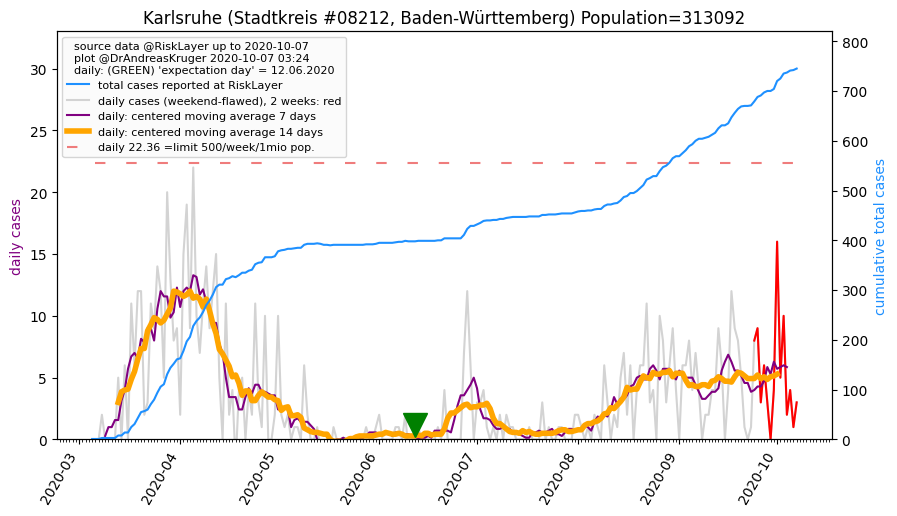 Karlsruhe (Stadtkreis #08212, Baden-Württemberg) Population=313092
source data @RiskLayer up to 2020-10-07
plot @DrAndreasKruger 2020-10-07 03:24
daily: (GREEN) 'expectation day' = 12.06.2020
total cases reported at RiskLayer
daily cases (weekend-flawed), 2 weeks: red
daily: centered moving average 7 days
daily: centered moving average 14 days
daily 22.36 =limit 500/week/1mio pop.
daily cases
30
25
20
15
10
5
0
cumulative total cases
800
700
600
500
400
300
200
100
0
2020-03
2020-04
2020-05
2020-06
2020-07
2020-08
2020-09
2020-10